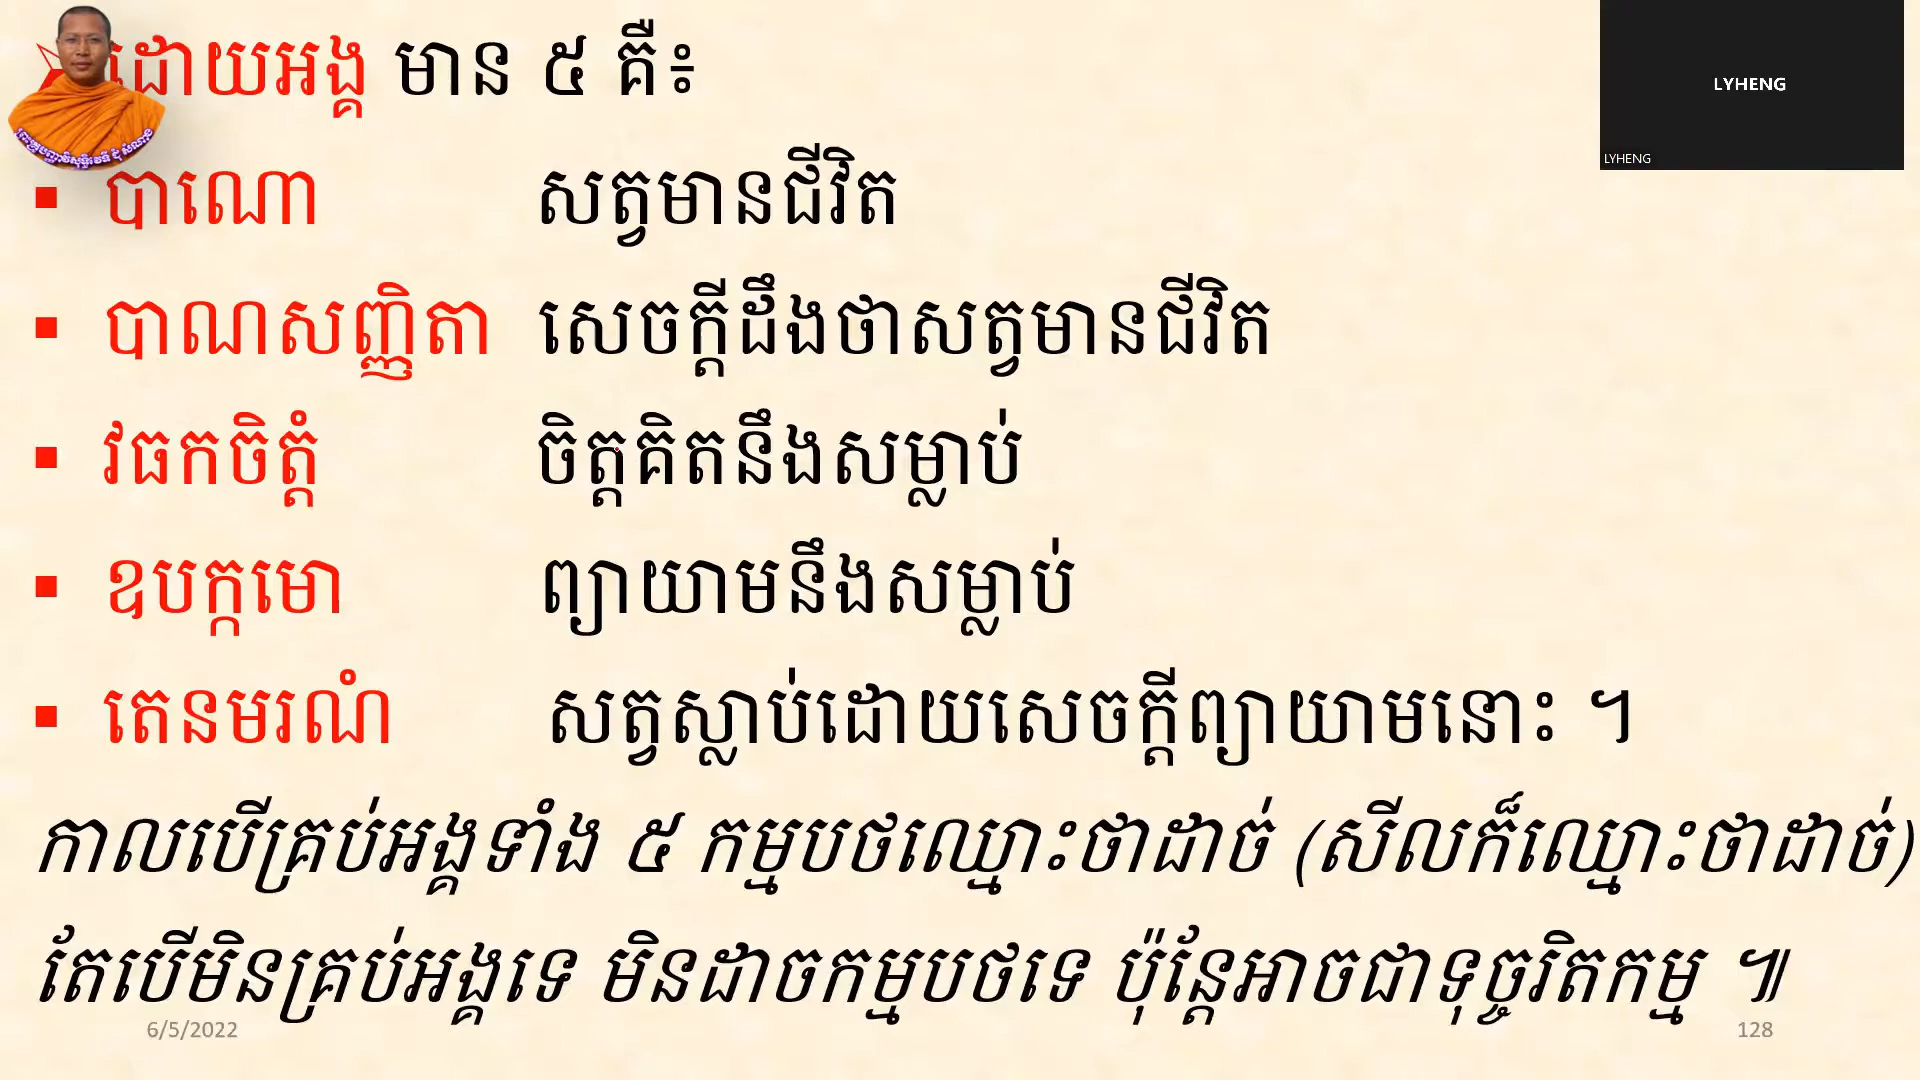 ដោយអង្គ មាន ៥ គឺ៖
LYHENG
LYHENG
▪ បាណោ សត្វមានជីវិត
▪ បាណសញ្ញិតា សេចក្តីដឹងថាសត្វមានជីវិត
▪ វធកចិត្តំ ចិត្តគិតនឹងសម្លាប់
▪ ឧបក្កមោ ព្យាយាមនឹងសម្លាប់
▪ តេនមរណំ សត្វស្លាប់ដោយសេចក្តីព្យាយាមនោះ ។
កាលបើគ្រប់អង្គទាំង ៥ កម្មបថឈ្មោះថាដាច់ (សីលក៏ឈ្មោះថាដាច់)
តែបើមិនគ្រប់អង្គទេ មិនដាចកម្មបថទេ ប៉ុន្តែអាចជាទុច្ចរិតកម្ម ៕
6/5/2022
128